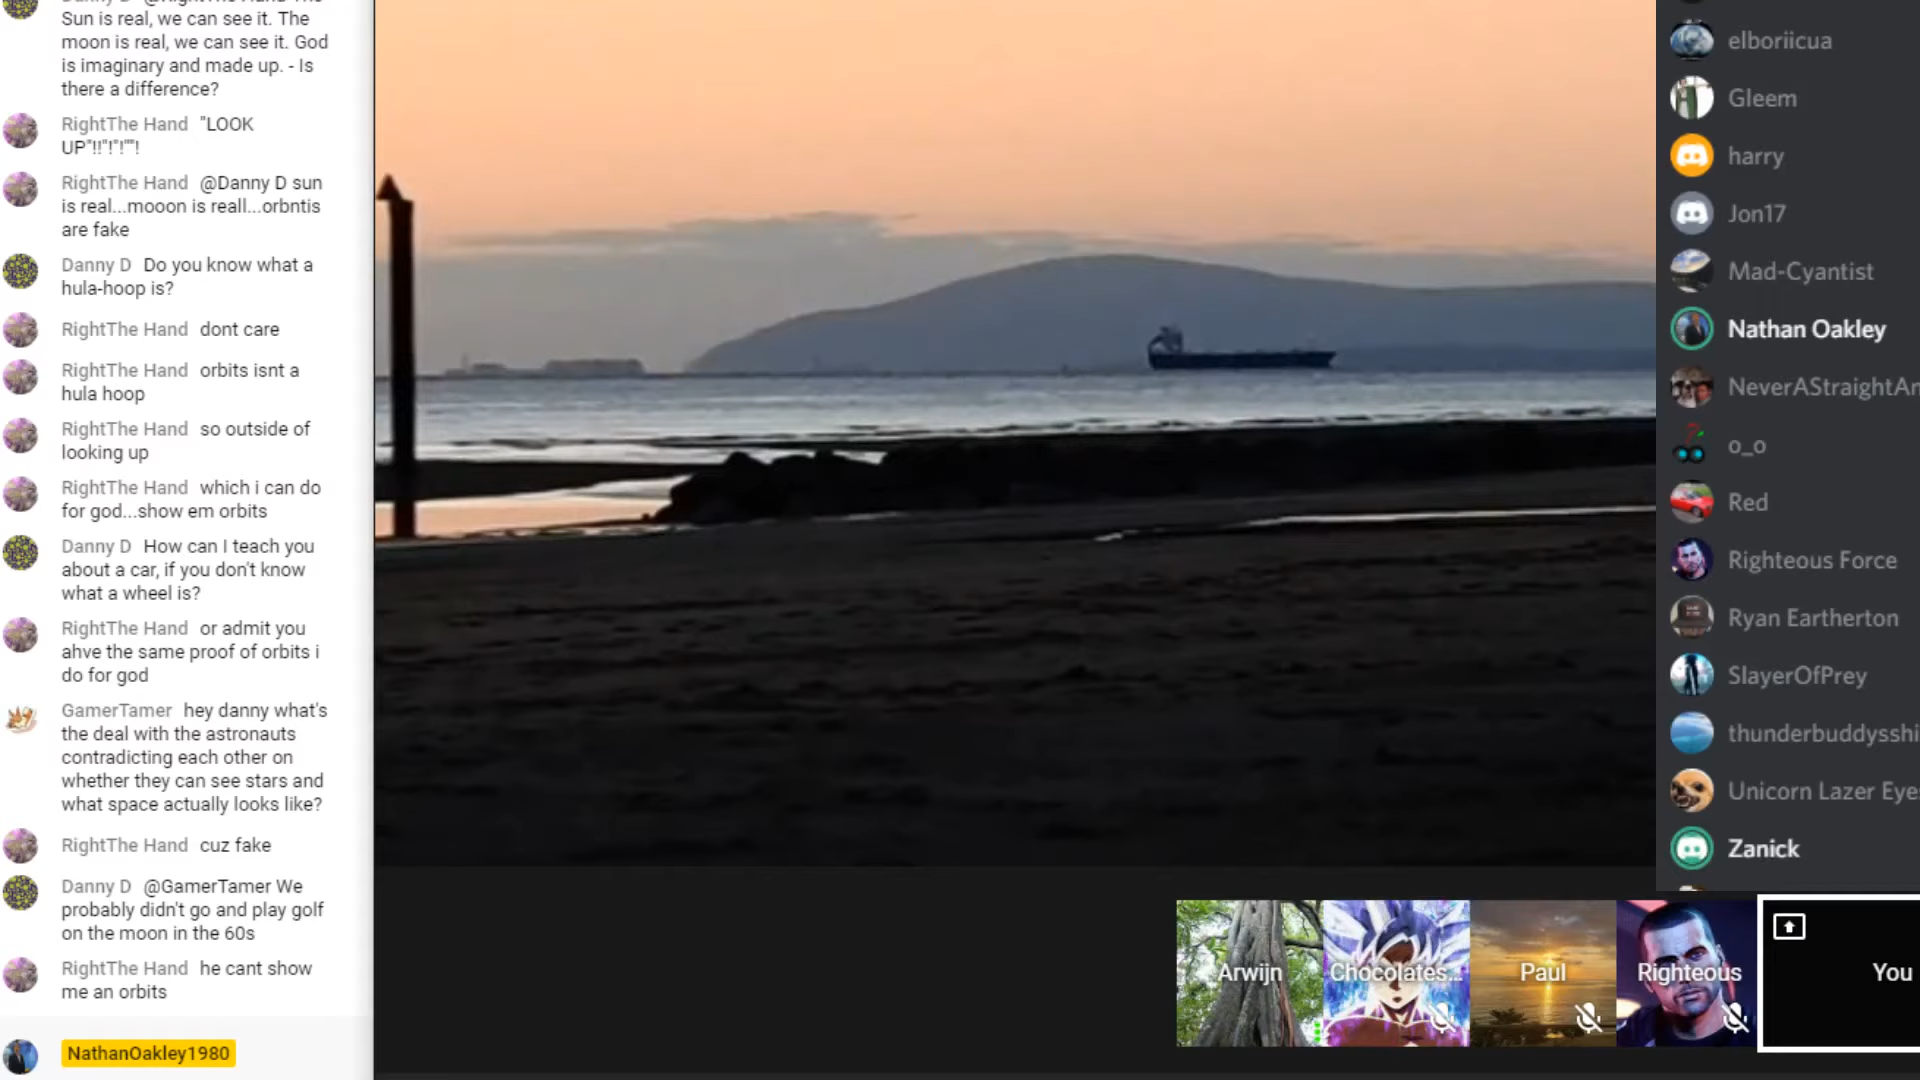 Sun is real, we can see it. The
moon is real, we can see it. God
is imaginary and made up. - Is
there a difference?
RightThe Hand "LOOK
UP"!!"!"!""!
RightThe Hand @Danny D sun
is real...mooon is reall...orbntis
are fake
Danny D Do you know what a
hula-hoop is?
RightThe Hand dont care
RightThe Hand orbits isnt a
hula hoop
RightThe Hand so outside of
looking up
RightThe Hand which i can do
for god...show em orbits
Danny D How can I teach you
about a car, if you don't know
what a wheel is?
RightThe Hand or admit you
ahve the same proof of orbits i
do for god
GamerTamer hey danny what's
the deal with the astronauts
contradicting each other on
whether they can see stars and
what space actually looks like?
RightThe Hand cuz fake
Danny D @GamerTamer We
probably didn't go and play golf
on the moon in the 60s
RightThe Hand he cant show
me an orbits
NathanOakley1980
elboriicua
Gleem
harry
Jon17
Mad-Cyantist
Nathan Oakley
NeverAStraightAn
o_o
Red
Righteous Force
Ryan Eartherton
SlayerOfPrey
thunderbuddysshi
Unicorn Lazer Eyes
Zanick
Arwijn
Chocolates...
Paul
Righteous
You